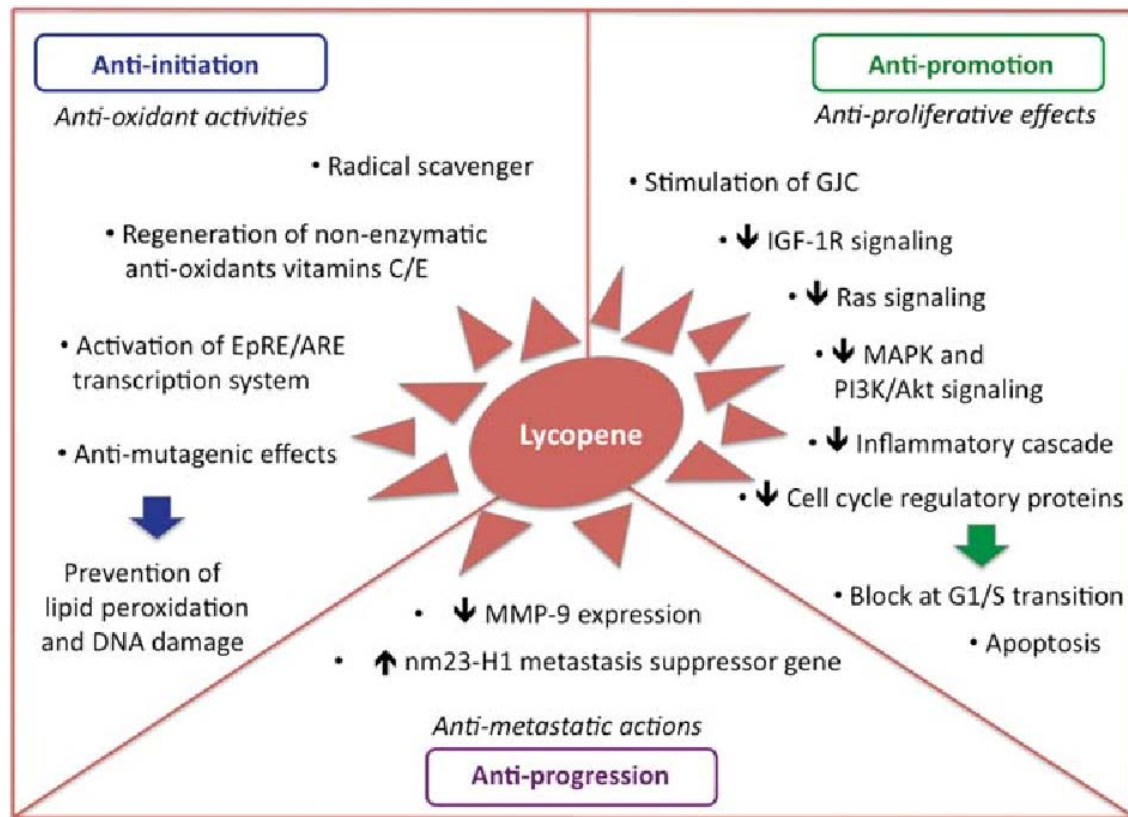 Anti-initiation
Anti-oxidant activities
• Radical scavenger
• Regeneration of non-enzymatic
anti-oxidants vitamins C/E
• Activation of EpRE/ARE
transcription system
• Anti-mutagenic effects
Prevention of
lipid peroxidation
and DNA damage
Anti-promotion
Anti-proliferative effects
• Stimulation of GJC
• ↓ IGF-1R signaling
• ↓ Ras signaling
• ↓ MAPK and
PI3K/Akt signaling
• ↓ Inflammatory cascade
• ↓ Cell cycle regulatory proteins
• Block at G1/S transition
• Apoptosis
Lycopene
• ↓ MMP-9 expression
• ↑ nm23-H1 metastasis suppressor gene
Anti-metastatic actions
Anti-progression